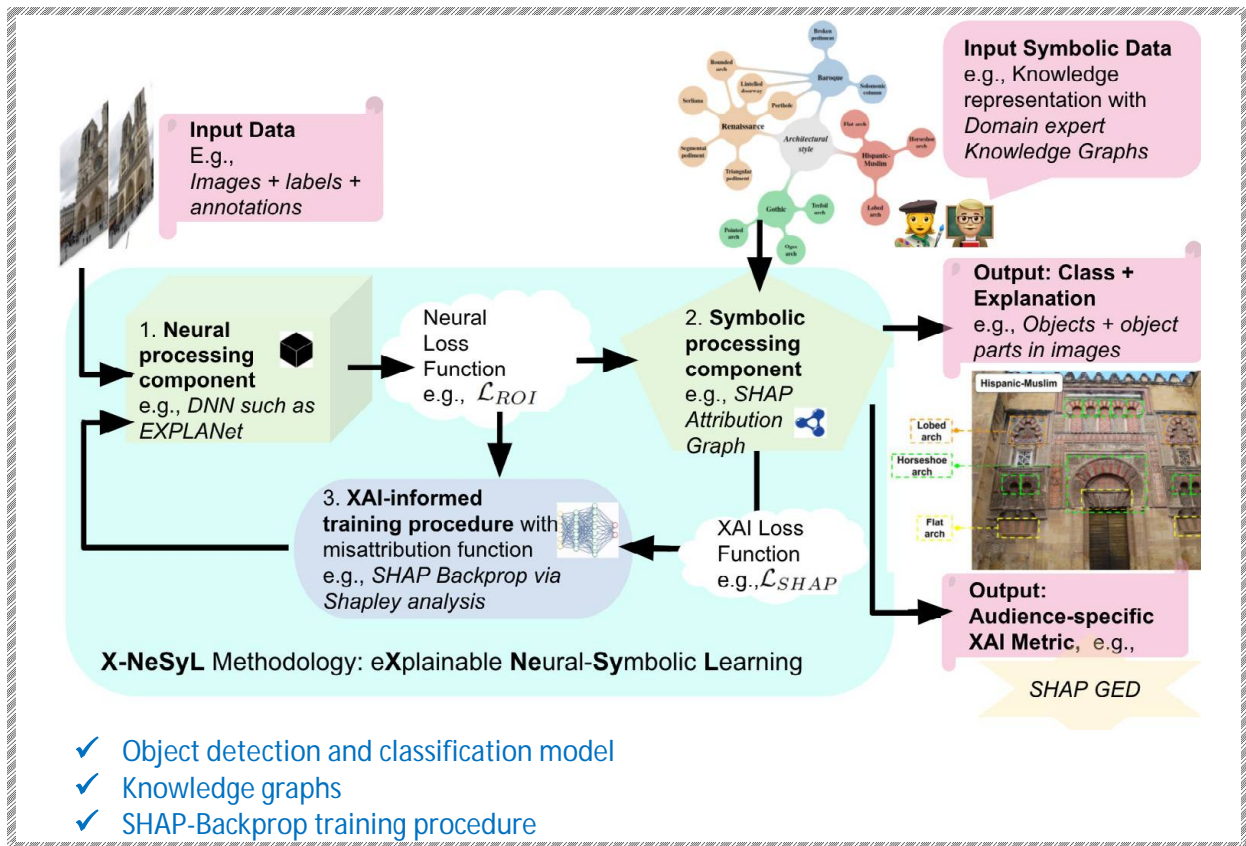 Input Data
E.g.,
Images + labels +
annotations
Broken
pediment
Rounded
arch
Baroque
Lintelled
doorway
Solomonic
column
Serliana
Porthole
Renaissance
Flat arch
Horseshoe
arch
Architectural
style
Segmental
pediment
Hispanic-
Muslim
Triangular
pediment
Gothic
Trefoil
arch
Lobed
arch
Pointed
arch
Ogee
arch
Input Symbolic Data
e.g., Knowledge
representation with
Domain expert
Knowledge Graphs
1. Neural
processing
component
e.g., DNN such as
EXPLANet
Neural
Loss
Function
e.g., ℒROI
2. Symbolic
processing
component
e.g., SHAP
Attribution
Graph
3. XAI-informed
training procedure with
misattribution function
e.g., SHAP Backprop via
Shapley analysis
XAI Loss
Function
e.g.,ℒSHAP
Output: Class +
Explanation
e.g., Objects + object
parts in images
Hispanic-Muslim
Lobed
arch
Horseshoe
arch
Flat
arch
Output:
Audience-specific
XAI Metric, e.g.,
SHAP GED
X-NeSyL Methodology: eXplainable Neural-Symbolic Learning
✓ Object detection and classification model
✓ Knowledge graphs
✓ SHAP-Backprop training procedure